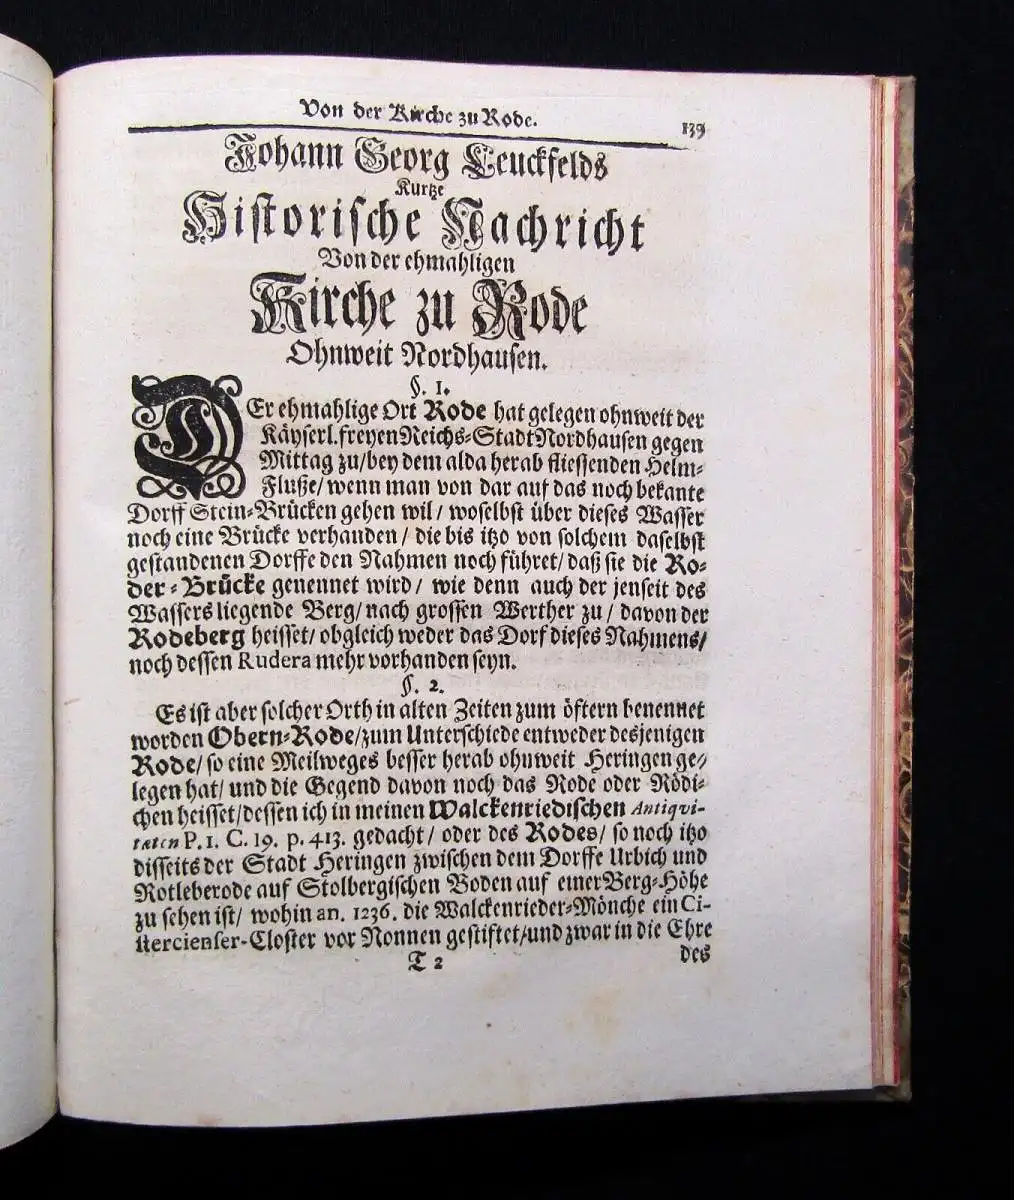 Von der Kirche zu Rode. 139
Johann Georg Leuckfelds
Kurtze
Historische Nachricht
Von der ehmahligen
Kirche zu Rode
Ohnweit Nordhausen.
§. 1.
DEr ehmahlige Ort Rode hat gelegen ohnweit der
Käyserl. freyen Reichs-Stadt Nordhausen gegen
Mittag zu/ bey dem alda herab fliessenden Helm-
Fluße/ wenn man von dar auf das noch bekante
Dorff Stein-Brücken gehen wil/ woselbst über dieses Wasser
noch eine Brücke verhanden/ die bis itzo von solchem daselbst
gestandenen Dorffe den Nahmen noch führet/ daß sie die Ro-
der-Brücke genennet wird/ wie denn auch der jenseit des
Wassers liegende Berg/ nach grossen Werther zu/ davon der
Rodeberg heisset/ obgleich weder das Dorf dieses Nahmens/
noch dessen Rudera mehr vorhanden seyn.
§. 2.
Es ist aber solcher Orth in alten Zeiten zum öftern benennet
worden Obern-Rode/ zum Unterschiede entweder desjenigen
Rode/ so eine Meilweges besser herab ohnweit Heringen ge-
legen hat/ und die Gegend davon noch das Rode oder Rödi-
chen heisset/ dessen ich in meinen Walckenriedischen Antiqvi-
tæten P. 1. C. 19. p. 413. gedacht/ oder des Rodes/ so noch itzo
disseits der Stadt Heringen zwischen dem Dorffe Urbich und
Rotleberode auf Stolbergischen Boden auf einer Berg-Höhe
zu sehen ist/ wohin an. 1236. die Walckenrieder-Mönche ein Ci-
stercienser-Closter vor Nonnen gestiftet/ und zwar in die Ehre
T 2 des